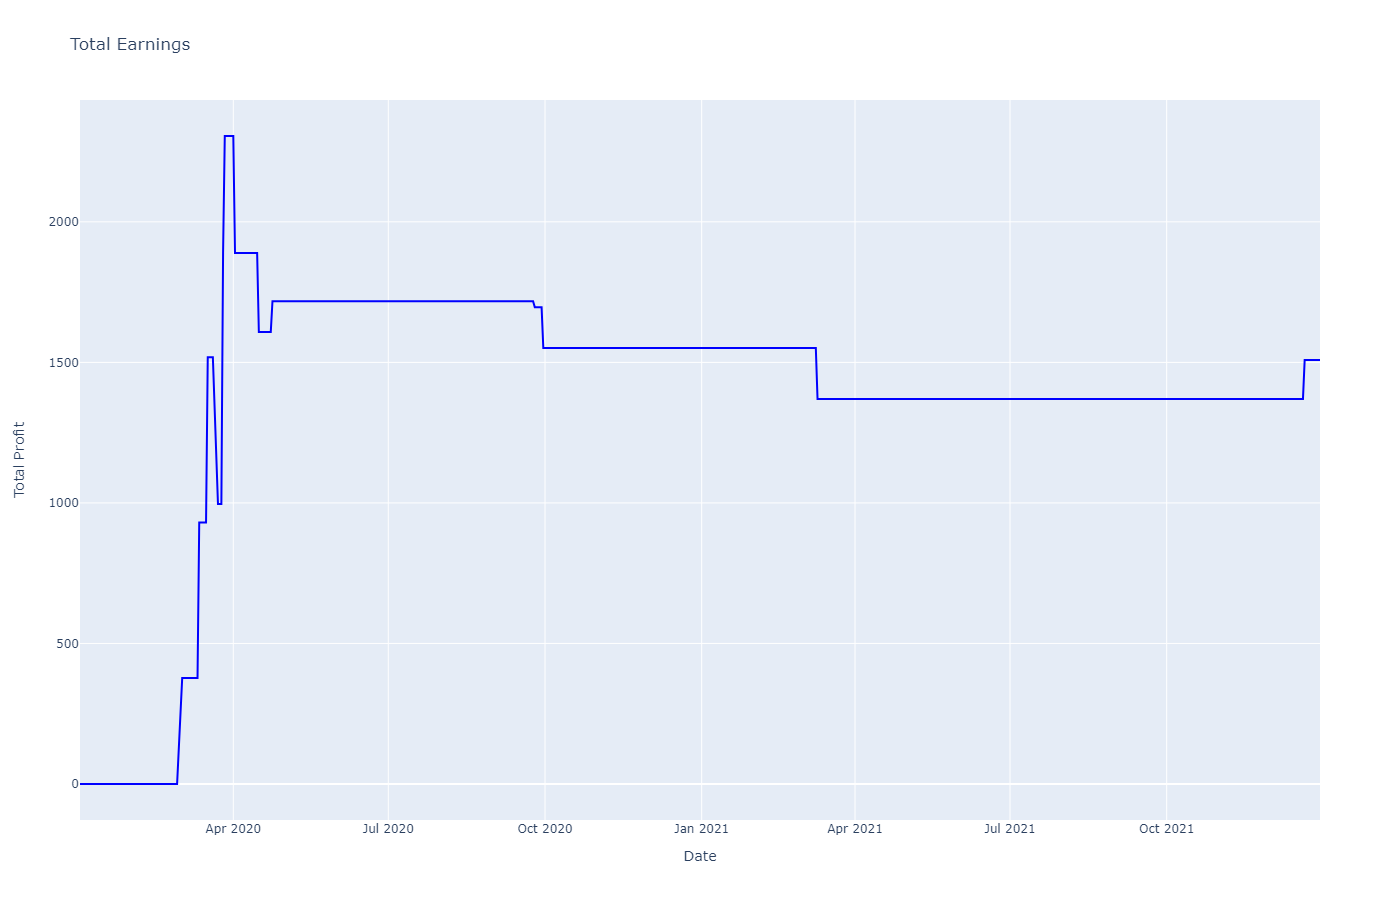 Total Earnings
Total Profit
2000
1500
1000
500
0
Apr 2020
Jul 2020
Oct 2020
Jan 2021
Apr 2021
Jul 2021
Oct 2021
Date